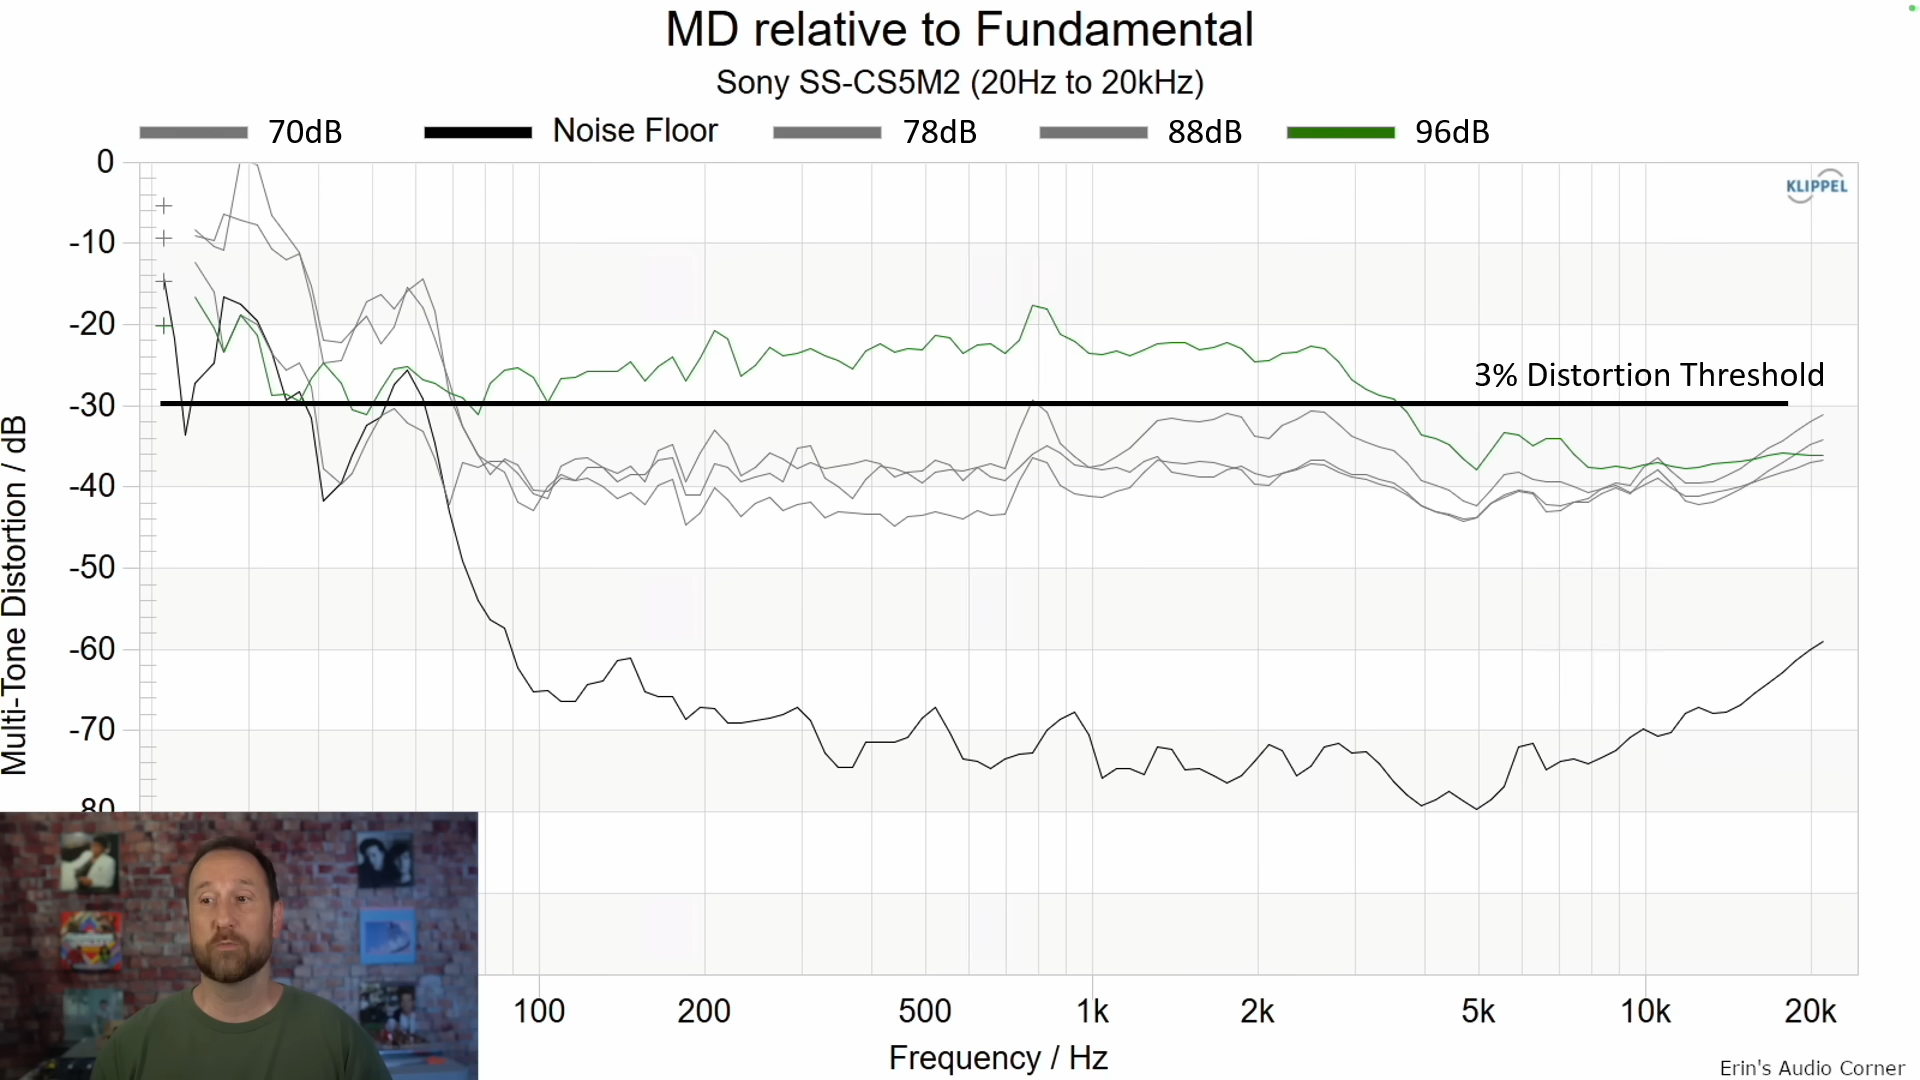 MD relative to Fundamental
Sony SS-CS5M2 (20Hz to 20kHz)
70dB Noise Floor 78dB 88dB 96dB
KLIPPEL
3% Distortion Threshold
Multi-Tone Distortion / dB
0
-10
-20
-30
-40
-50
-60
-70
100 200 500 1k 2k 5k 10k 20k
Frequency / Hz
Erin's Audio Corner